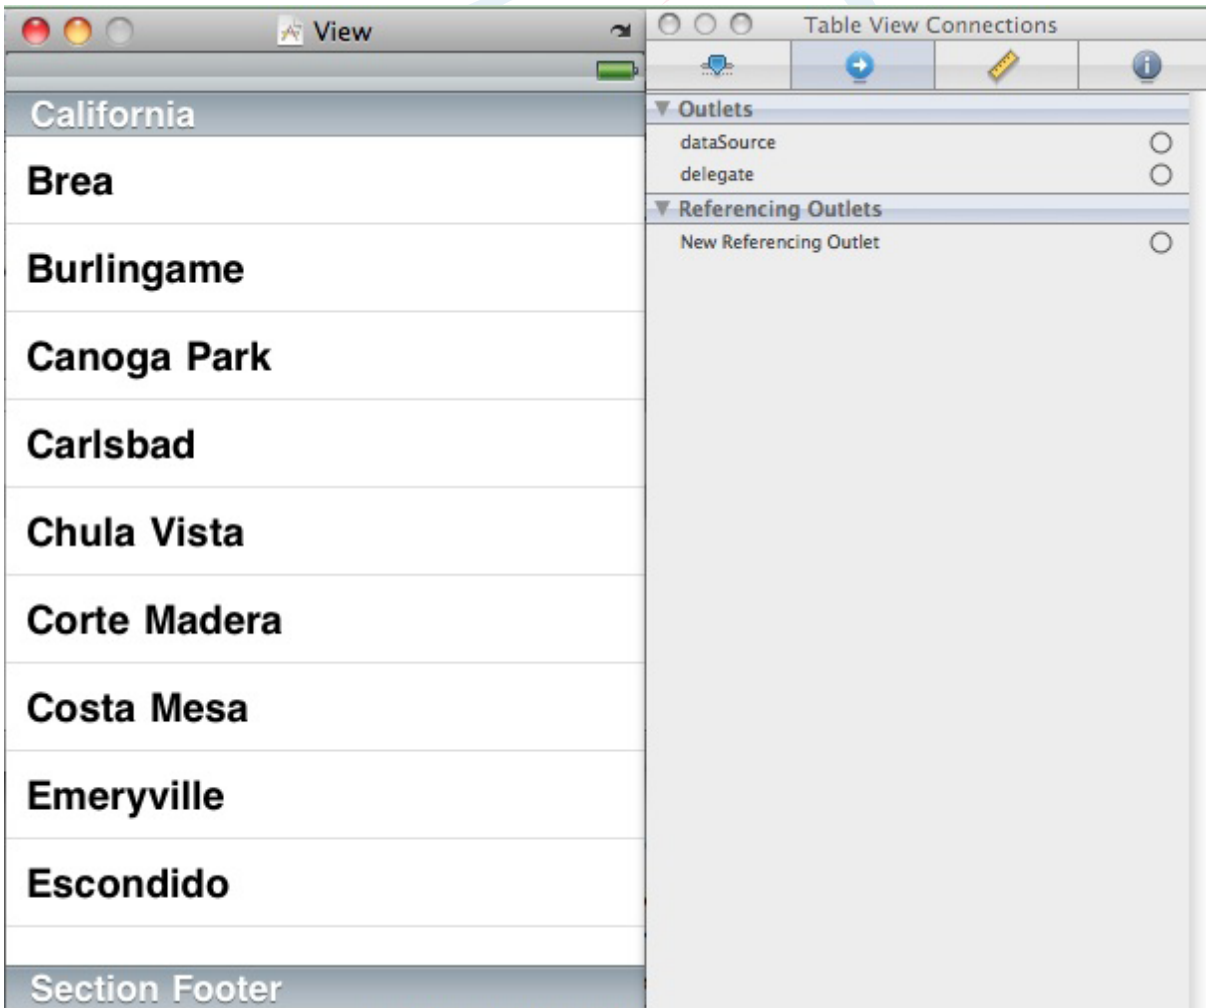 View
California
Brea
Burlingame
Canoga Park
Carlsbad
Chula Vista
Corte Madera
Costa Mesa
Emeryville
Escondido
Section Footer
Table View Connections
Outlets
dataSource
delegate
Referencing Outlets
New Referencing Outlet